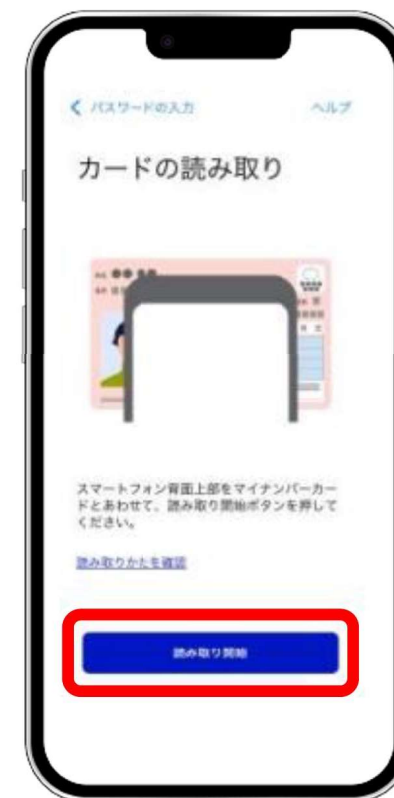 パスワードの入力
ヘルプ
カードの読み取り
スマートフォン背面上部をマイナンバーカー
ドとあわせて、読み取り開始ボタンを押して
ください。
読み取りかたを確認
読み取り開始